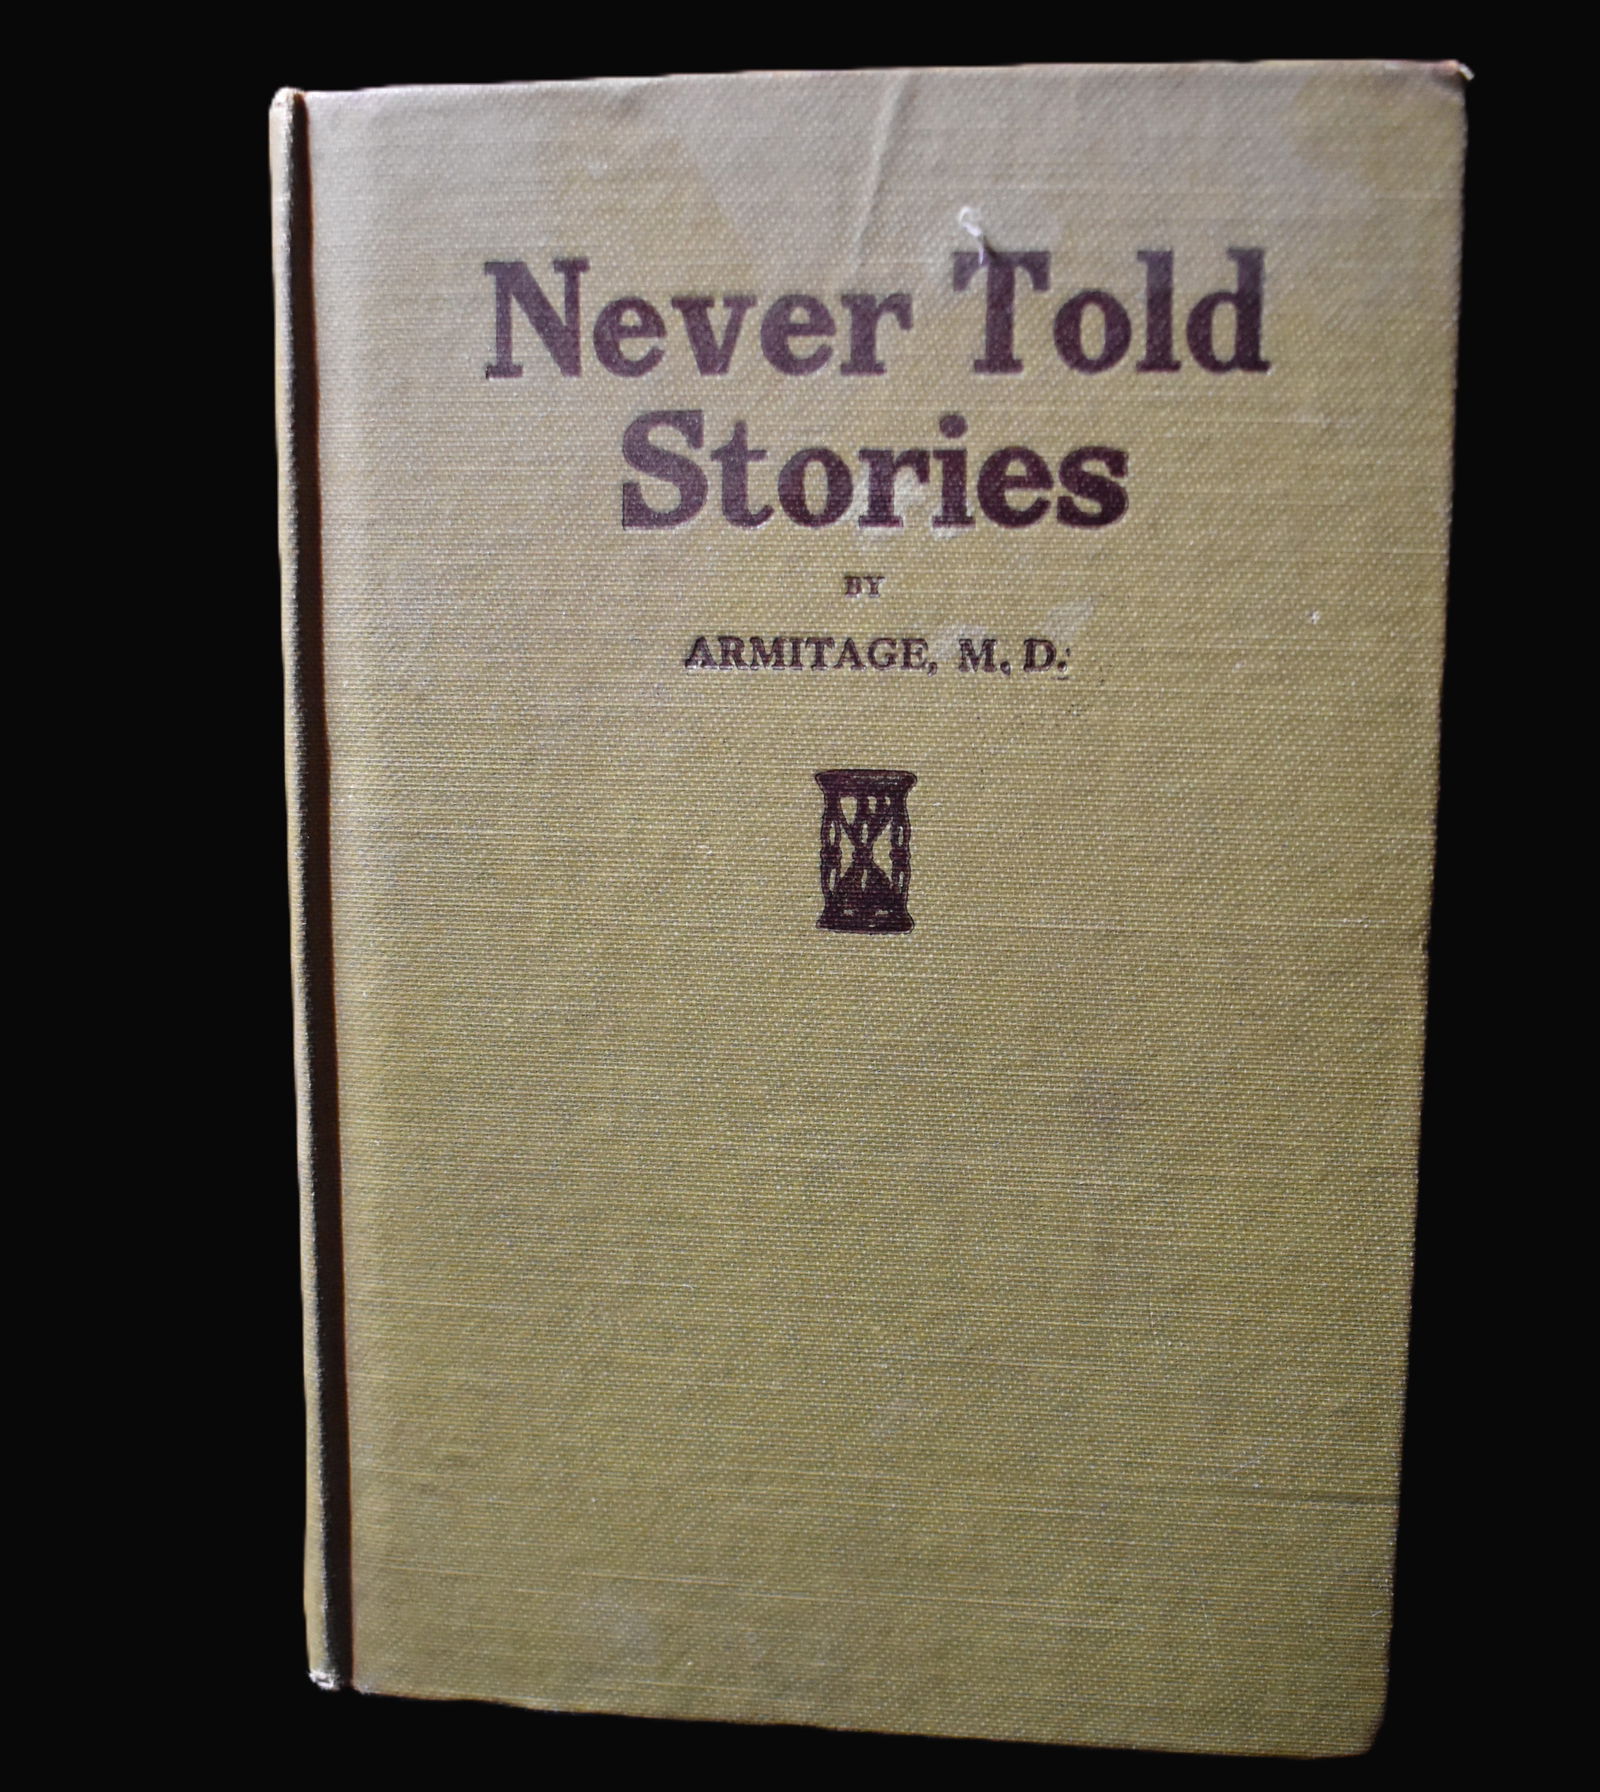 Never Told
Stories
BY
ARMITAGE, M. D.